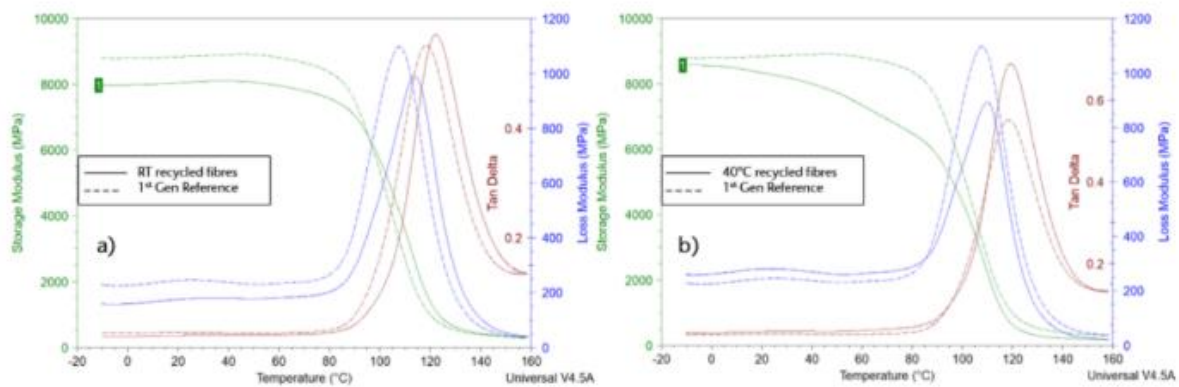 10000
8000
6000
4000
2000
0
Storage Modulus (MPa)
1
RT recycled fibres
1st Gen Reference
a)
-20 0 20 40 60 80 100 120 140 160
Temperature (°C)
Universal V4.5A
0.4
0.2
Tan Delta
1200
1000
800
600
400
200
0
Loss Modulus (MPa)
10000
8000
6000
4000
2000
0
Storage Modulus (MPa)
1
40°C recycled fibres
1st Gen Reference
b)
-20 0 20 40 60 80 100 120 140 160
Temperature (°C)
Universal V4.5A
0.6
0.4
0.2
Tan Delta
1200
1000
800
600
400
200
0
Loss Modulus (MPa)